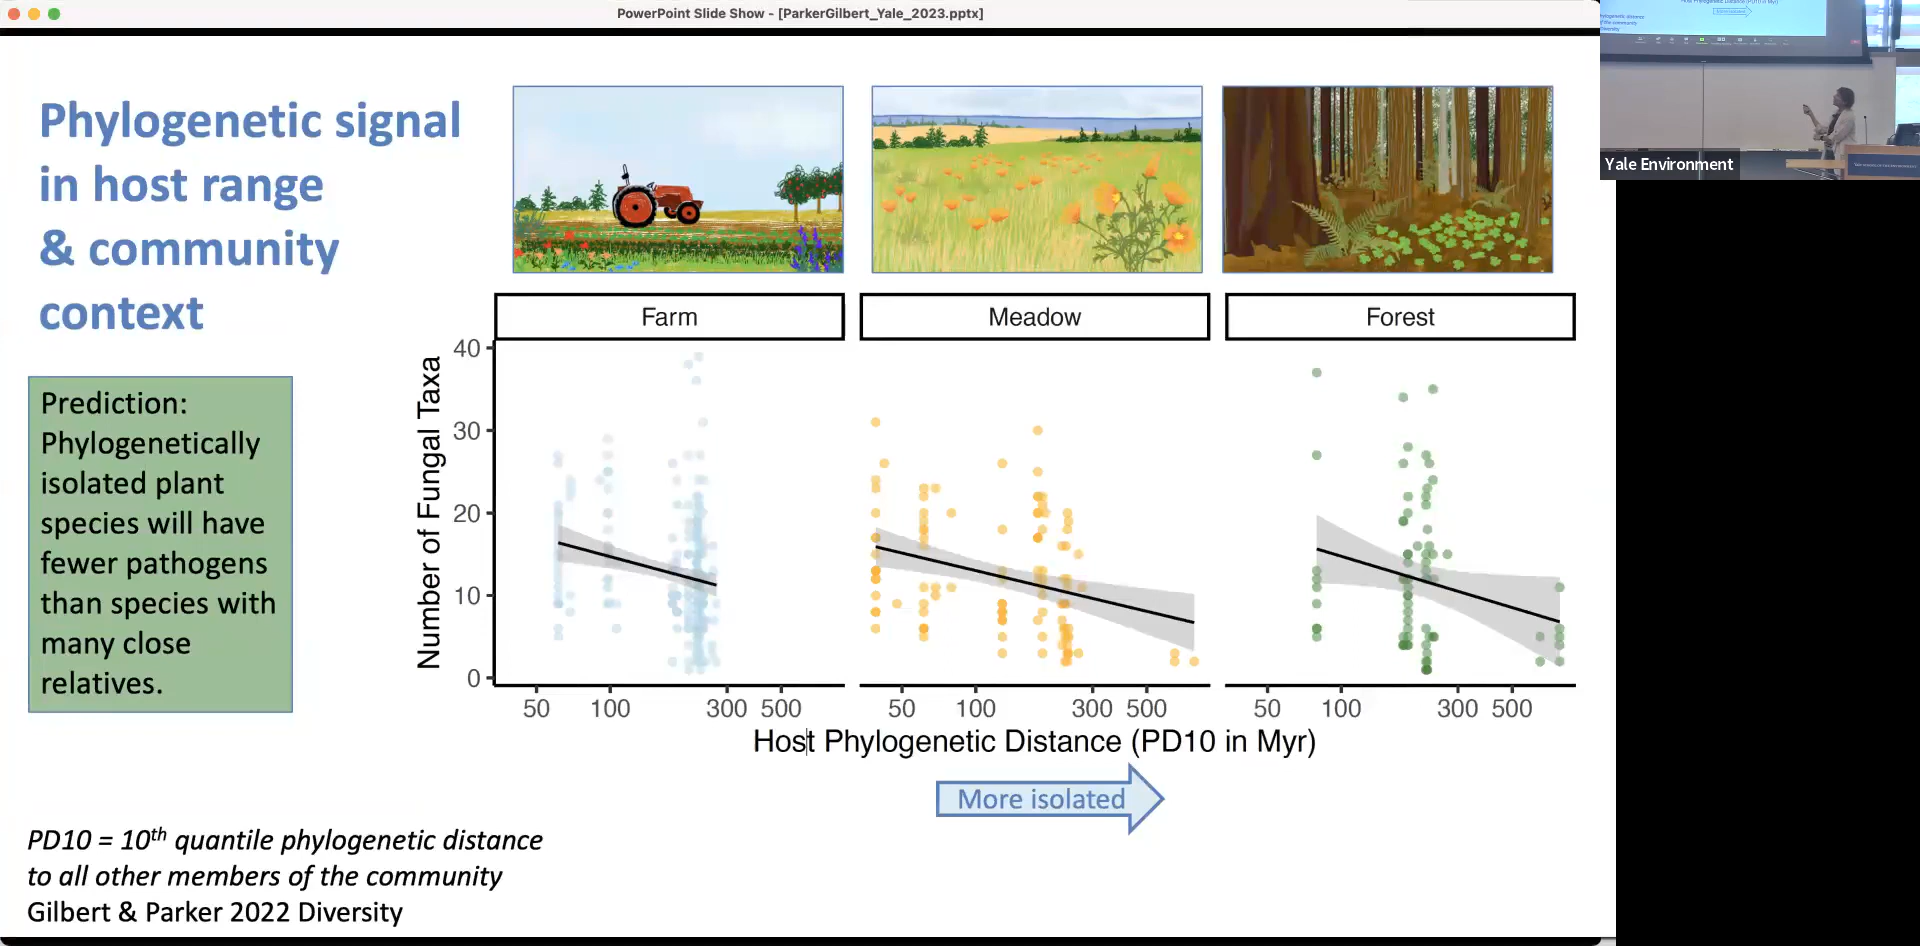 PowerPoint Slide Show - [ParkerGilbert_Yale_2023.pptx]
Phylogenetic signal
in host range
& community
context
Prediction:
Phylogenetically
isolated plant
species will have
fewer pathogens
than species with
many close
relatives.
Farm
Meadow
Forest
Number of Fungal Taxa
40
30
20
10
0
50 100 300 500
50 100 300 500
50 100 300 500
Host Phylogenetic Distance (PD10 in Myr)
More isolated
PD10 = 10th quantile phylogenetic distance
to all other members of the community
Gilbert & Parker 2022 Diversity
Yale Environment